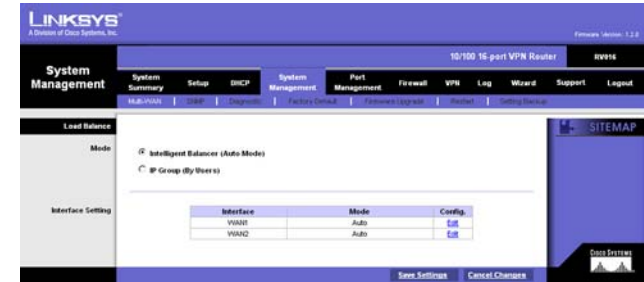 LINKSYS®
A Division of Cisco Systems, Inc.
Firmware Version: 1.2.0
10/100 16-port VPN Router RV016
System Management
System Summary Setup DHCP System Management Port Management Firewall VPN Log Wizard Support Logout
Multi-WAN | SNMP | Diagnostic | Factory Default | Firmware Upgrade | Restart | Setting Backup
Load Balance
SITEMAP
Mode
Intelligent Balancer (Auto Mode)
IP Group (By Users)
Interface Setting
Interface Mode Config.
WAN1 Auto Edit
WAN2 Auto Edit
Save Settings Cancel Changes
CISCO SYSTEMS